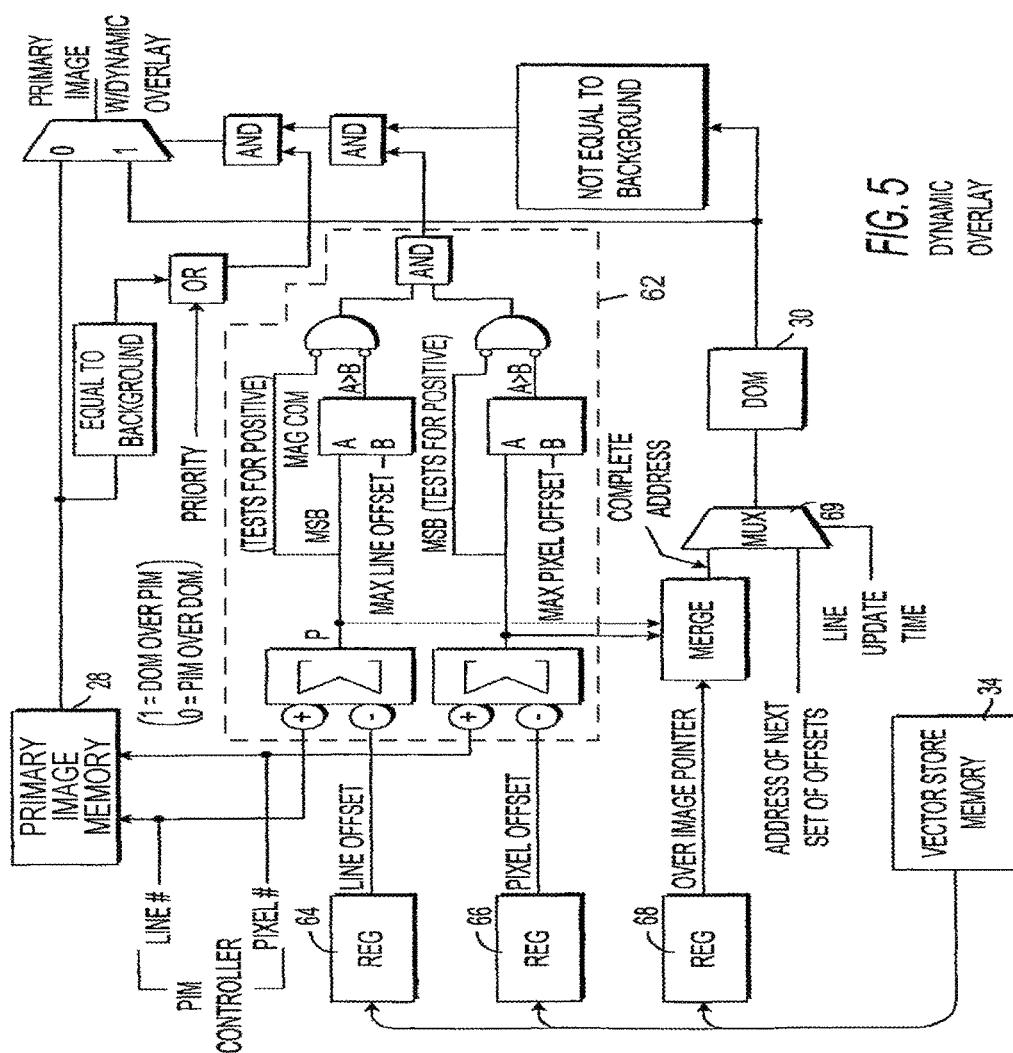 PRIMARY
IMAGE
W/DYNAMIC
OVERLAY
0
1
AND
AND
NOT EQUAL TO
BACKGROUND
EQUAL TO
BACKGROUND
OR
PRIORITY
(1 = DOM OVER PIM
0 = PIM OVER DOM)
28
PRIMARY
IMAGE
MEMORY
LINE #
PIM
CONTROLLER
PIXEL #
+
-
Σ
P
MSB
(TESTS FOR POSITIVE)
MAG COM
A
B
A>B
MAX LINE OFFSET
AND
62
+
-
Σ
MSB (TESTS FOR POSITIVE)
A
B
A>B
MAX PIXEL OFFSET
64
REG
LINE OFFSET
66
REG
PIXEL OFFSET
68
REG
OVER IMAGE POINTER
MERGE
COMPLETE
ADDRESS
MUX
69
DOM
30
ADDRESS OF NEXT
SET OF OFFSETS
LINE
UPDATE
TIME
34
VECTOR STORE
MEMORY
FIG. 5
DYNAMIC
OVERLAY